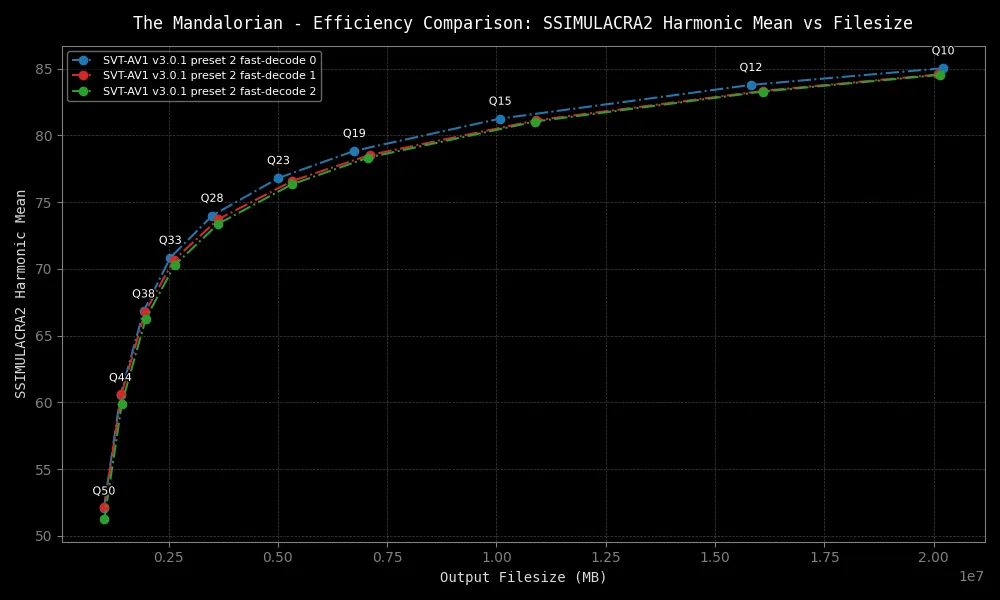 The Mandalorian - Efficiency Comparison: SSIMULACRA2 Harmonic Mean vs Filesize
SVT-AV1 v3.0.1 preset 2 fast-decode 0
SVT-AV1 v3.0.1 preset 2 fast-decode 1
SVT-AV1 v3.0.1 preset 2 fast-decode 2
Q10
Q12
Q15
Q19
Q23
Q28
Q33
Q38
Q44
Q50
SSIMULACRA2 Harmonic Mean
85
80
75
70
65
60
55
50
0.25
0.50
0.75
1.00
1.25
1.50
1.75
2.00
1e7
Output Filesize (MB)